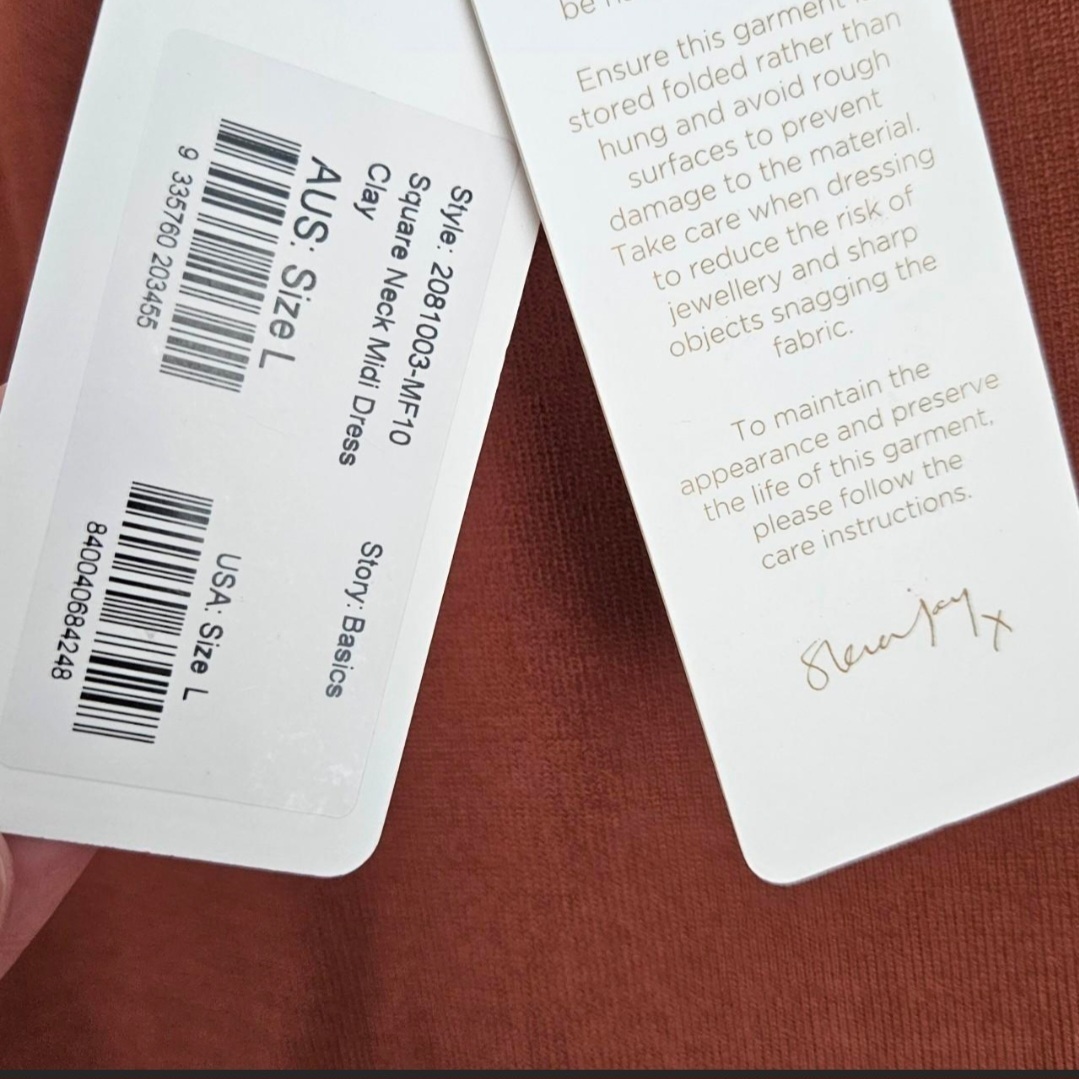 Style: 2081003-MF10
Square Neck Midi Dress
Clay
Story: Basics
AUS: Size L
9 335760 203455
USA: Size L
840040684248
be
Ensure this garment
stored folded rather than
hung and avoid rough
surfaces to prevent
damage to the material.
Take care when dressing
to reduce the risk of
jewellery and sharp
objects snagging the
fabric.
To maintain the
appearance and preserve
the life of this garment,
please follow the
care instructions.